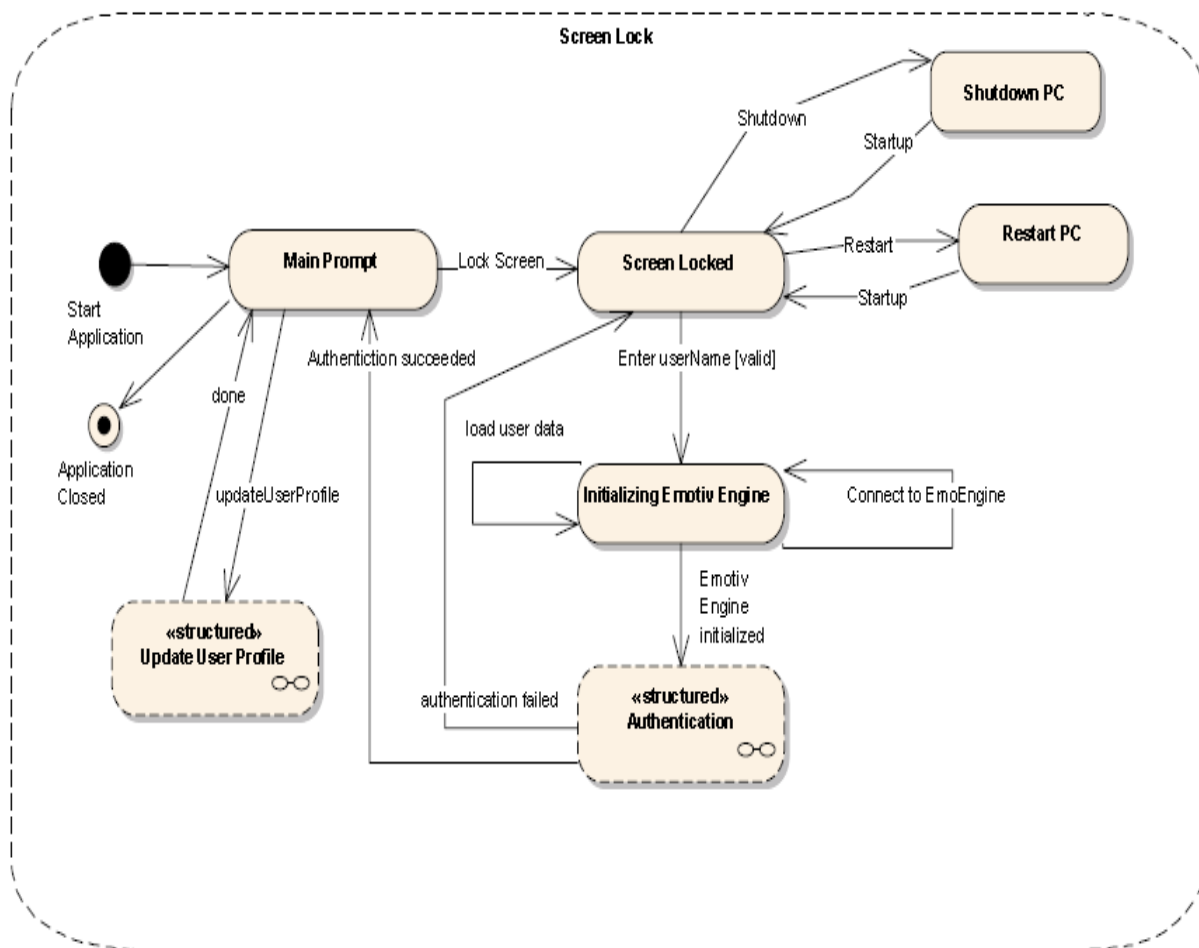 Screen Lock
Shutdown PC
Shutdown
Startup
Restart PC
Main Prompt
Lock Screen
Screen Locked
Restart
Startup
Start
Application
Authentiction succeeded
Enter userName [valid]
done
load user data
Application
Closed
updateUserProfile
Initializing Emotiv Engine
Connect to EmoEngine
Emotiv
Engine
initialized
«structured»
Update User Profile
authentication failed
«structured»
Authentication